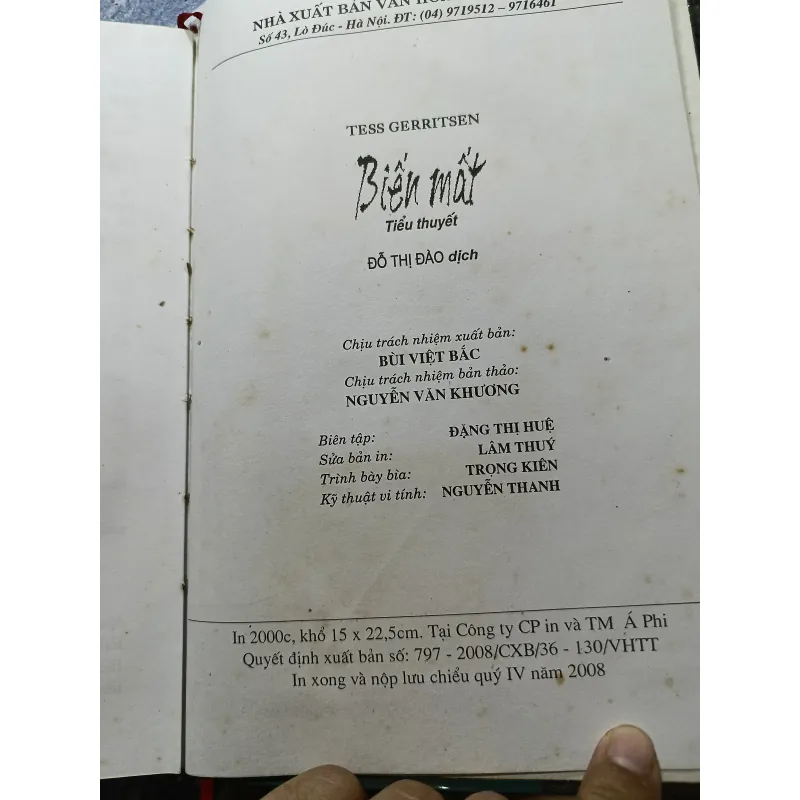 NHÀ XUẤT BẢN VĂN
Số 43, Lò Đúc - Hà Nội. ĐT: (04) 9719512 – 9716461
TESS GERRITSEN
Biến mất
Tiểu thuyết
ĐỖ THỊ ĐÀO dịch
Chịu trách nhiệm xuất bản:
BÙI VIỆT BẮC
Chịu trách nhiệm bản thảo:
NGUYỄN VĂN KHƯƠNG
Biên tập: ĐẶNG THỊ HUỆ
Sửa bản in: LÂM THUÝ
Trình bày bìa: TRỌNG KIÊN
Kỹ thuật vi tính: NGUYỄN THANH
In 2000c, khổ 15 x 22,5cm. Tại Công ty CP in và TM Á Phi
Quyết định xuất bản số: 797 - 2008/CXB/36 - 130/VHTT
In xong và nộp lưu chiểu quý IV năm 2008